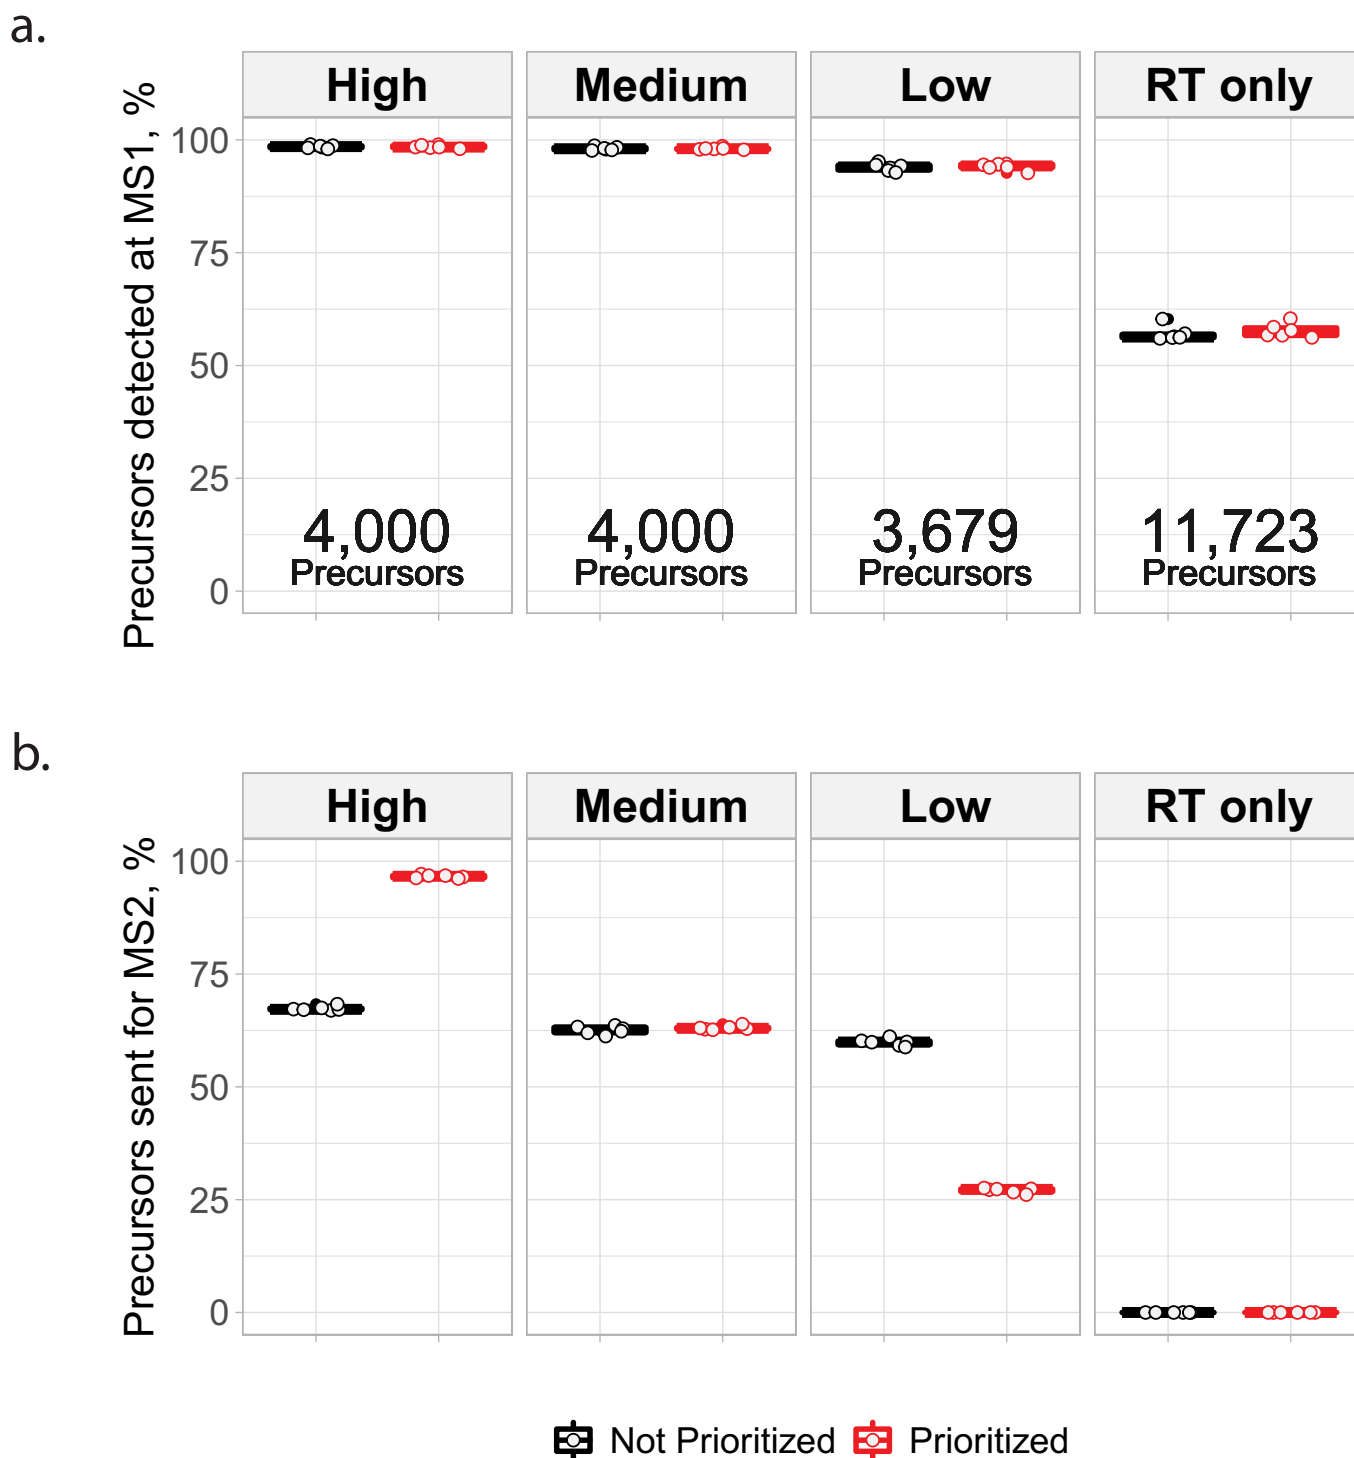 a.
High
Medium
Low
RT only
Precursors detected at MS1, %
100
75
50
25
0
4,000
Precursors
4,000
Precursors
3,679
Precursors
11,723
Precursors
b.
High
Medium
Low
RT only
Precursors sent for MS2, %
100
75
50
25
0
Not Prioritized
Prioritized